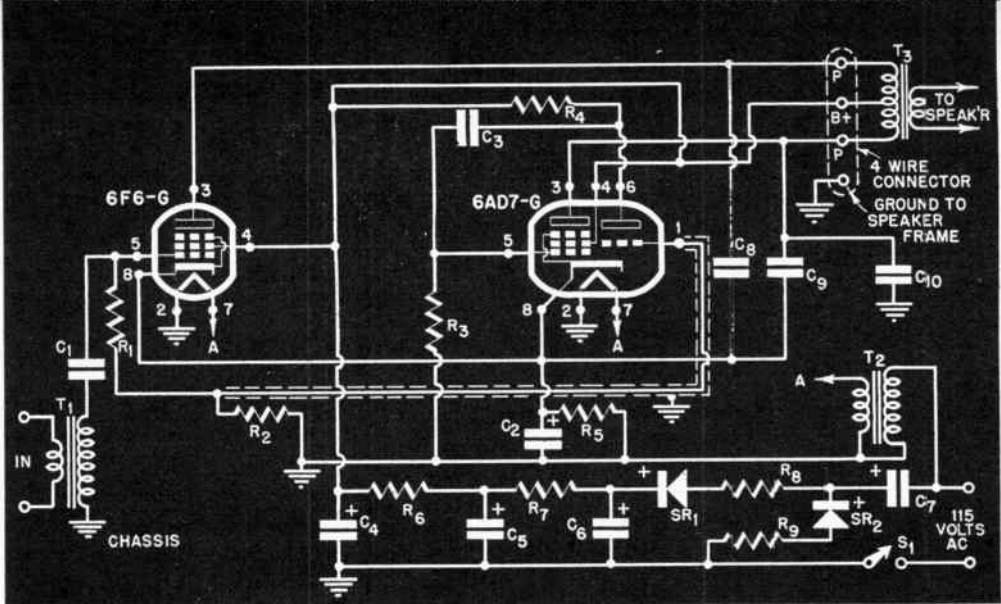 T3
P
TO SPEAK'R
B+
P
4 WIRE CONNECTOR
GROUND TO SPEAKER FRAME
R4
C3
3
6F6-G
5
4
8
2
7
A
3
4
6
6AD7-G
5
1
8
2
7
A
C8
C9
C10
R1
R3
C1
T1
IN
CHASSIS
R2
C2
+
R5
T2
A
+
C4
R6
+
C5
R7
+
C6
+
SR1
R8
R9
+
SR2
+
C7
115 VOLTS AC
S1